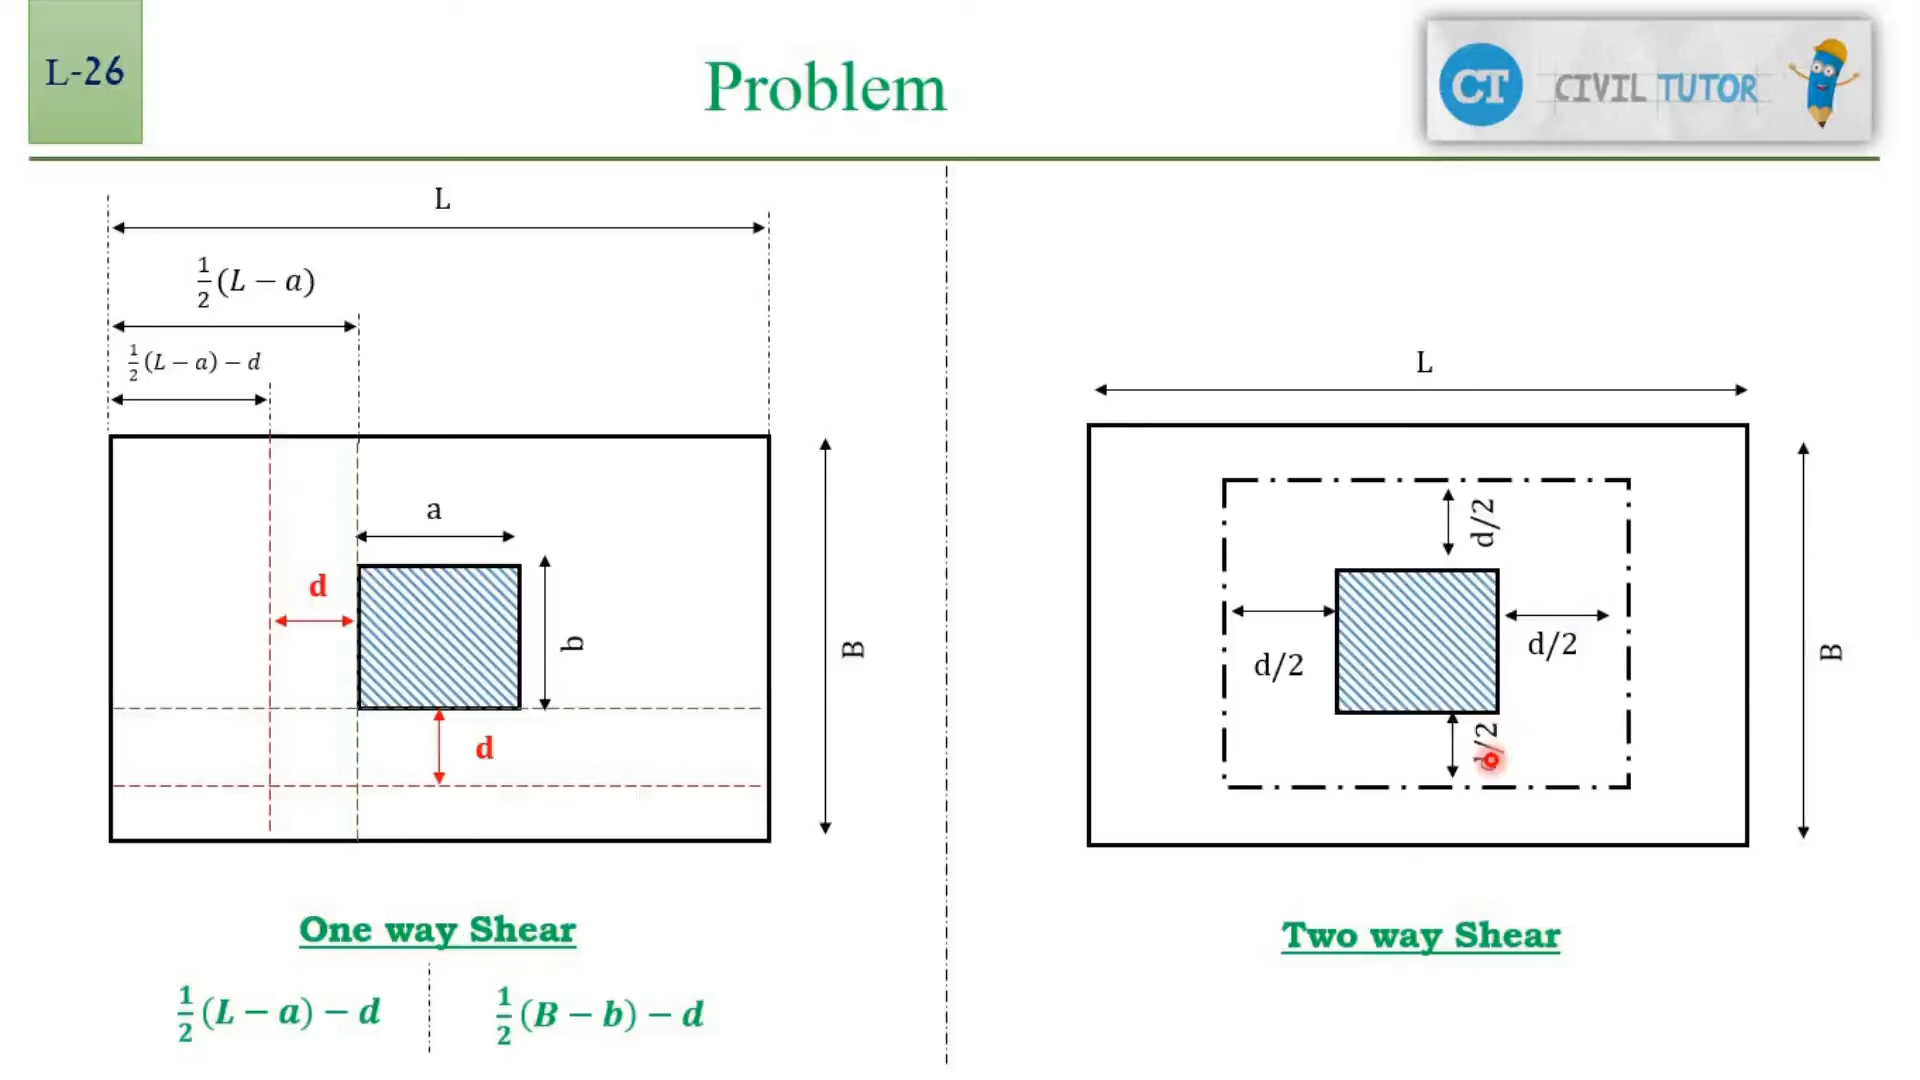 L-26
Problem
CT CIVIL TUTOR
L
½(L − a)
½(L − a) − d
a
d
b
B
d
One way Shear
½(L − a) − d
½(B − b) − d
L
d/2
d/2
d/2
B
/2
Two way Shear